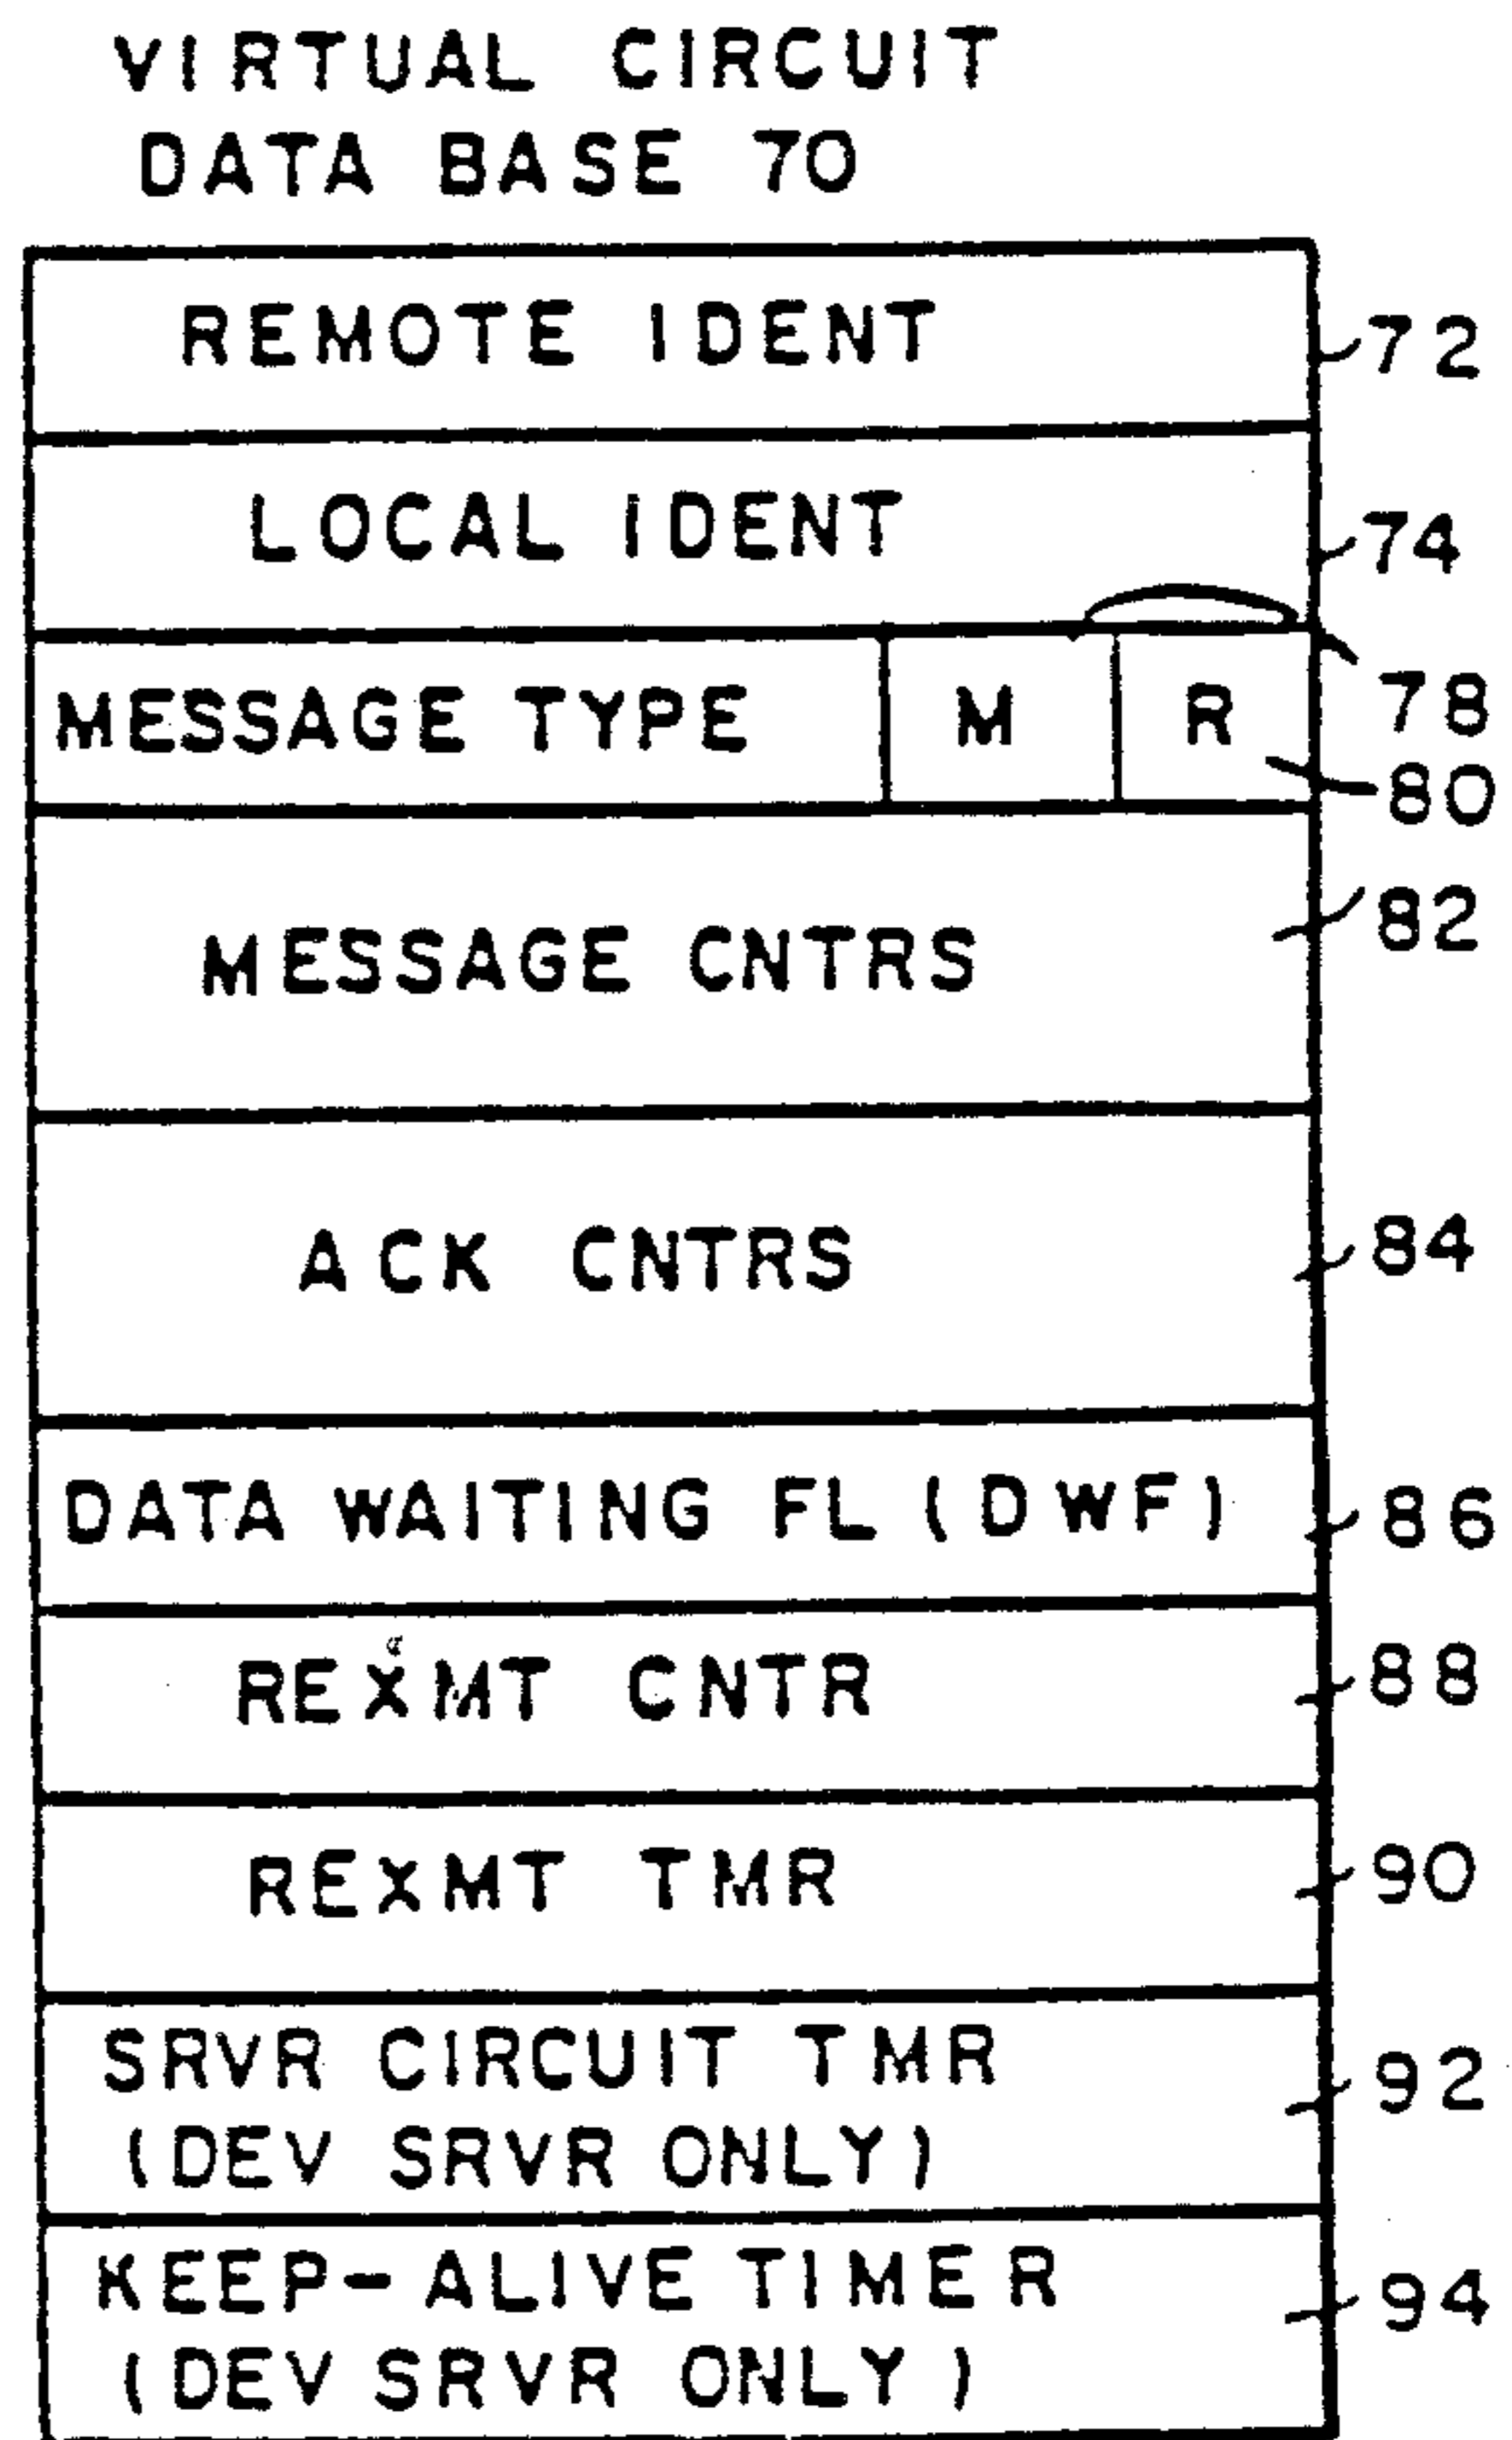 VIRTUAL CIRCUIT
DATA BASE 70
REMOTE IDENT
72
LOCAL IDENT
74
MESSAGE TYPE M R
78
80
MESSAGE CNTRS
82
ACK CNTRS
84
DATA WAITING FL (DWF)
86
REXMT CNTR
88
REXMT TMR
90
SRVR CIRCUIT TMR
(DEV SRVR ONLY)
92
KEEP-ALIVE TIMER
(DEV SRVR ONLY)
94